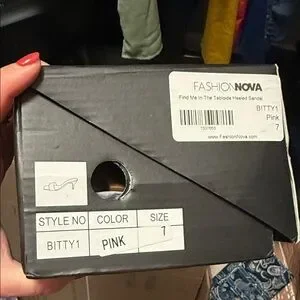 FASHIONNOVA
Find Me In The Tabloids Heeled Sandal
BITTY1
Pink
7
www.FashionNova.com
STYLE NO COLOR SIZE
BITTY1 PINK 7